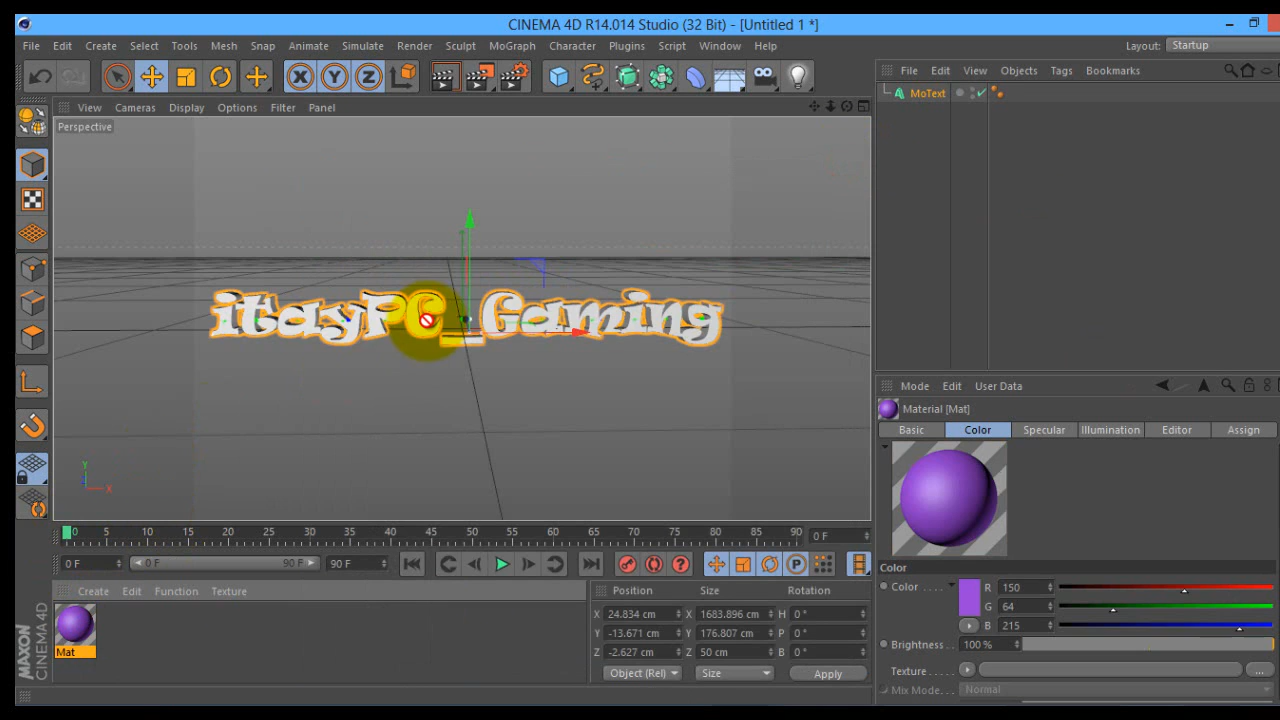 CINEMA 4D R14.014 Studio (32 Bit) - [Untitled 1 *]
File Edit Create Select Tools Mesh Snap Animate Simulate Render Sculpt MoGraph Character Plugins Script Window Help Layout: Startup
X Y Z
File Edit View Objects Tags Bookmarks
View Cameras Display Options Filter Panel
MoText
Perspective
itayPC_Gaming
Y
X
Mode Edit User Data
Material [Mat]
Basic Color Specular Illumination Editor Assign
0 5 10 15 20 25 30 35 40 45 50 55 60 65 70 75 80 85 90 0 F
0 F 0 F 90 F 90 F P
Color
Create Edit Function Texture
Position Size Rotation
Color . . . . R 150
G 64
B 215
X 24.834 cm X 1683.896 cm H 0 °
Y -13.671 cm Y 176.807 cm P 0 °
Z -2.627 cm Z 50 cm B 0 °
Brightness . . 100 %
Mat
Object (Rel) Size Apply
Texture . . . . . ...
Mix Mode. . Normal
MAXON
CINEMA 4D